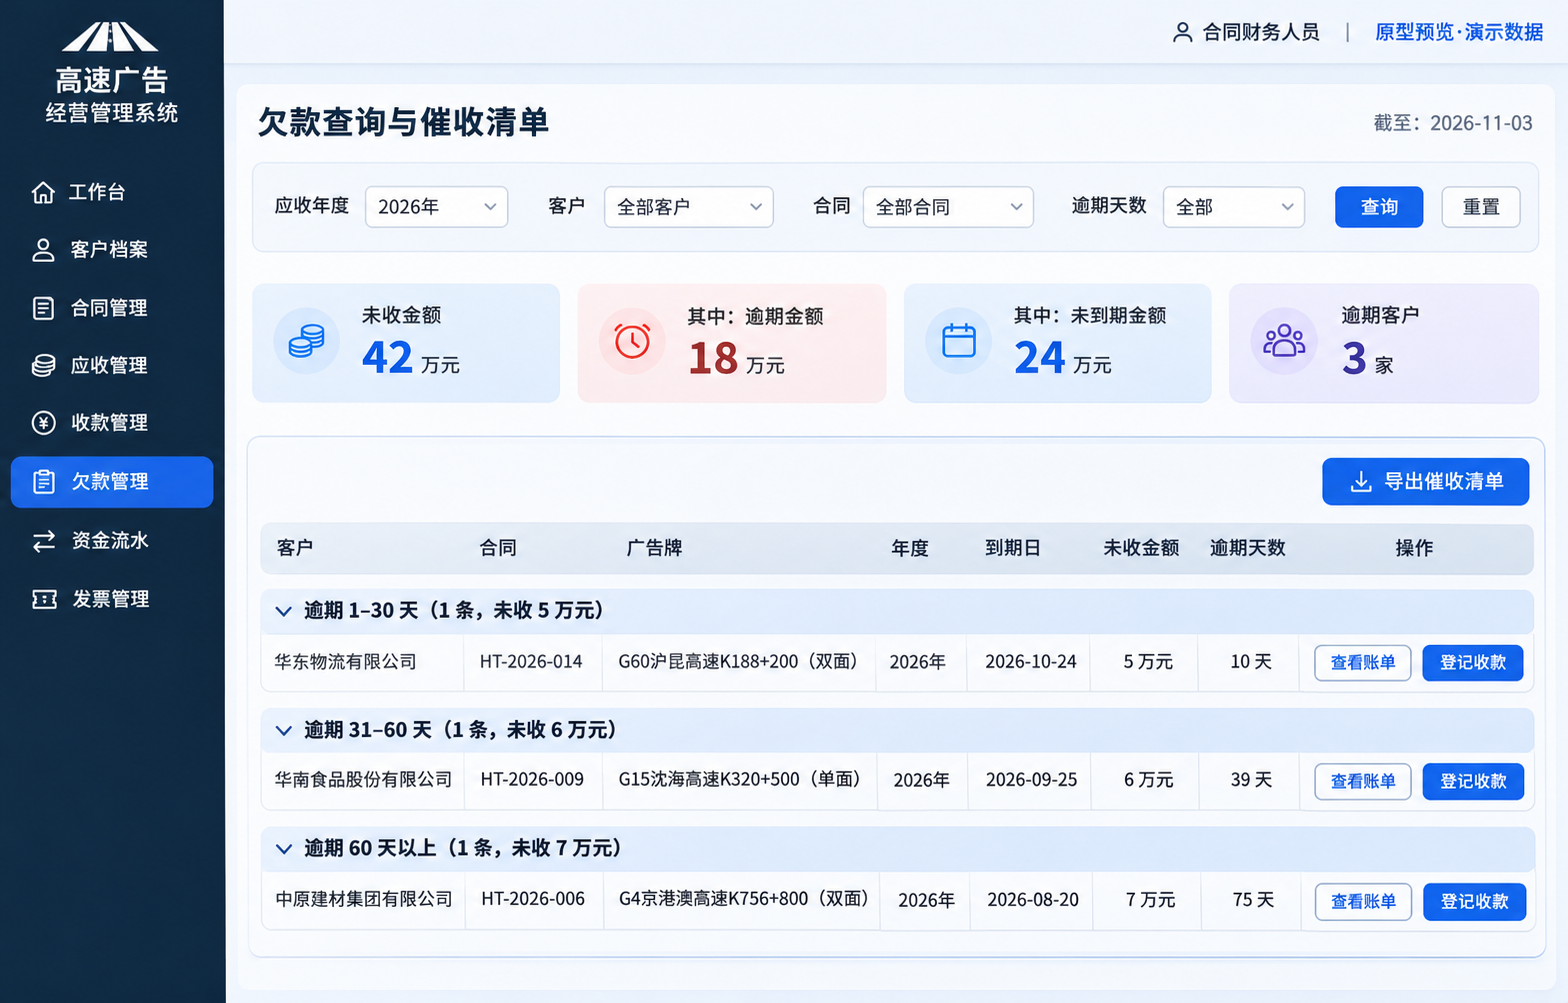 高速广告
经营管理系统
工作台
客户档案
合同管理
应收管理
收款管理
欠款管理
资金流水
发票管理
合同财务人员 | 原型预览·演示数据
欠款查询与催收清单
截至：2026-11-03
应收年度 2026年 客户 全部客户 合同 全部合同 逾期天数 全部 查询 重置
未收金额
42 万元
其中：逾期金额
18 万元
其中：未到期金额
24 万元
逾期客户
3 家
导出催收清单
客户 合同 广告牌 年度 到期日 未收金额 逾期天数 操作
逾期 1–30 天（1 条，未收 5 万元）
华东物流有限公司 HT-2026-014 G60沪昆高速K188+200（双面） 2026年 2026-10-24 5 万元 10 天 查看账单 登记收款
逾期 31–60 天（1 条，未收 6 万元）
华南食品股份有限公司 HT-2026-009 G15沈海高速K320+500（单面） 2026年 2026-09-25 6 万元 39 天 查看账单 登记收款
逾期 60 天以上（1 条，未收 7 万元）
中原建材集团有限公司 HT-2026-006 G4京港澳高速K756+800（双面） 2026年 2026-08-20 7 万元 75 天 查看账单 登记收款